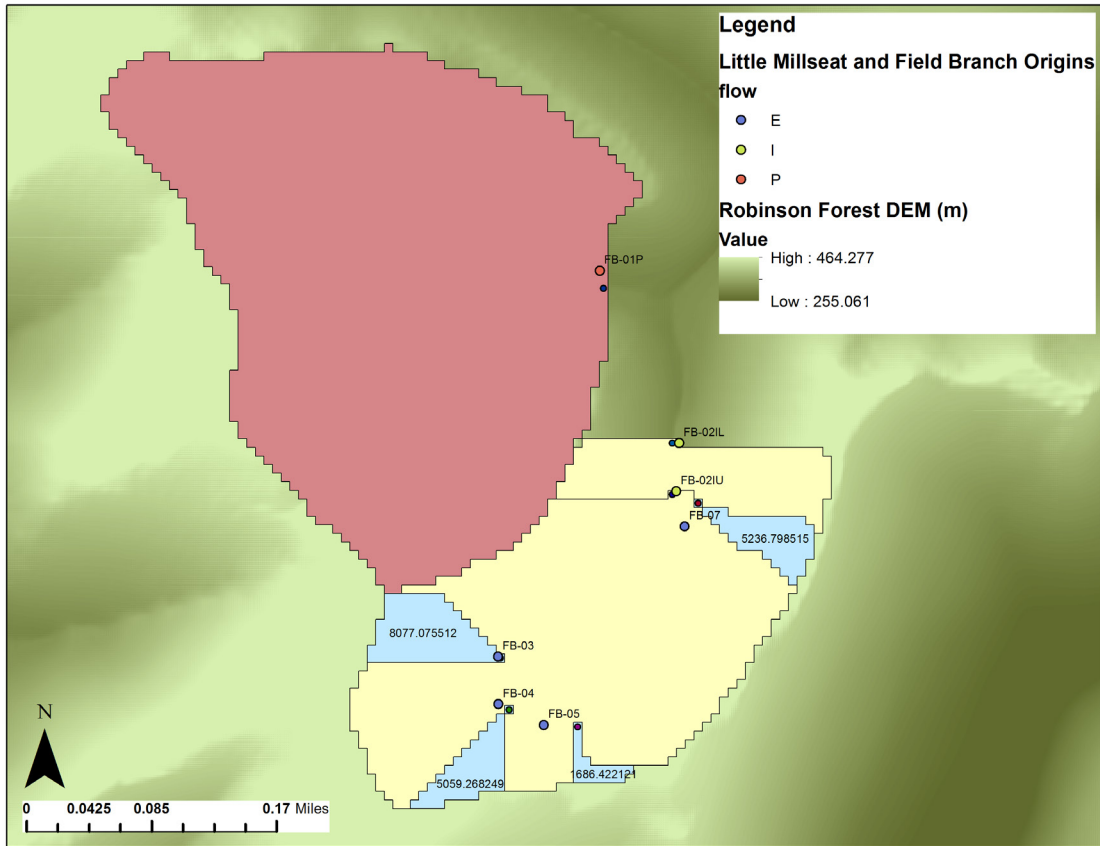 Legend
Little Millseat and Field Branch Origins
flow
E
I
P
Robinson Forest DEM (m)
Value
High : 464.277
Low : 255.061
FB-01P
FB-02IL
FB-02IU
FB-07
5236.798515
8077.075512
FB-03
FB-04
FB-05
5059.268249
1686.422121
N
0 0.0425 0.085 0.17 Miles